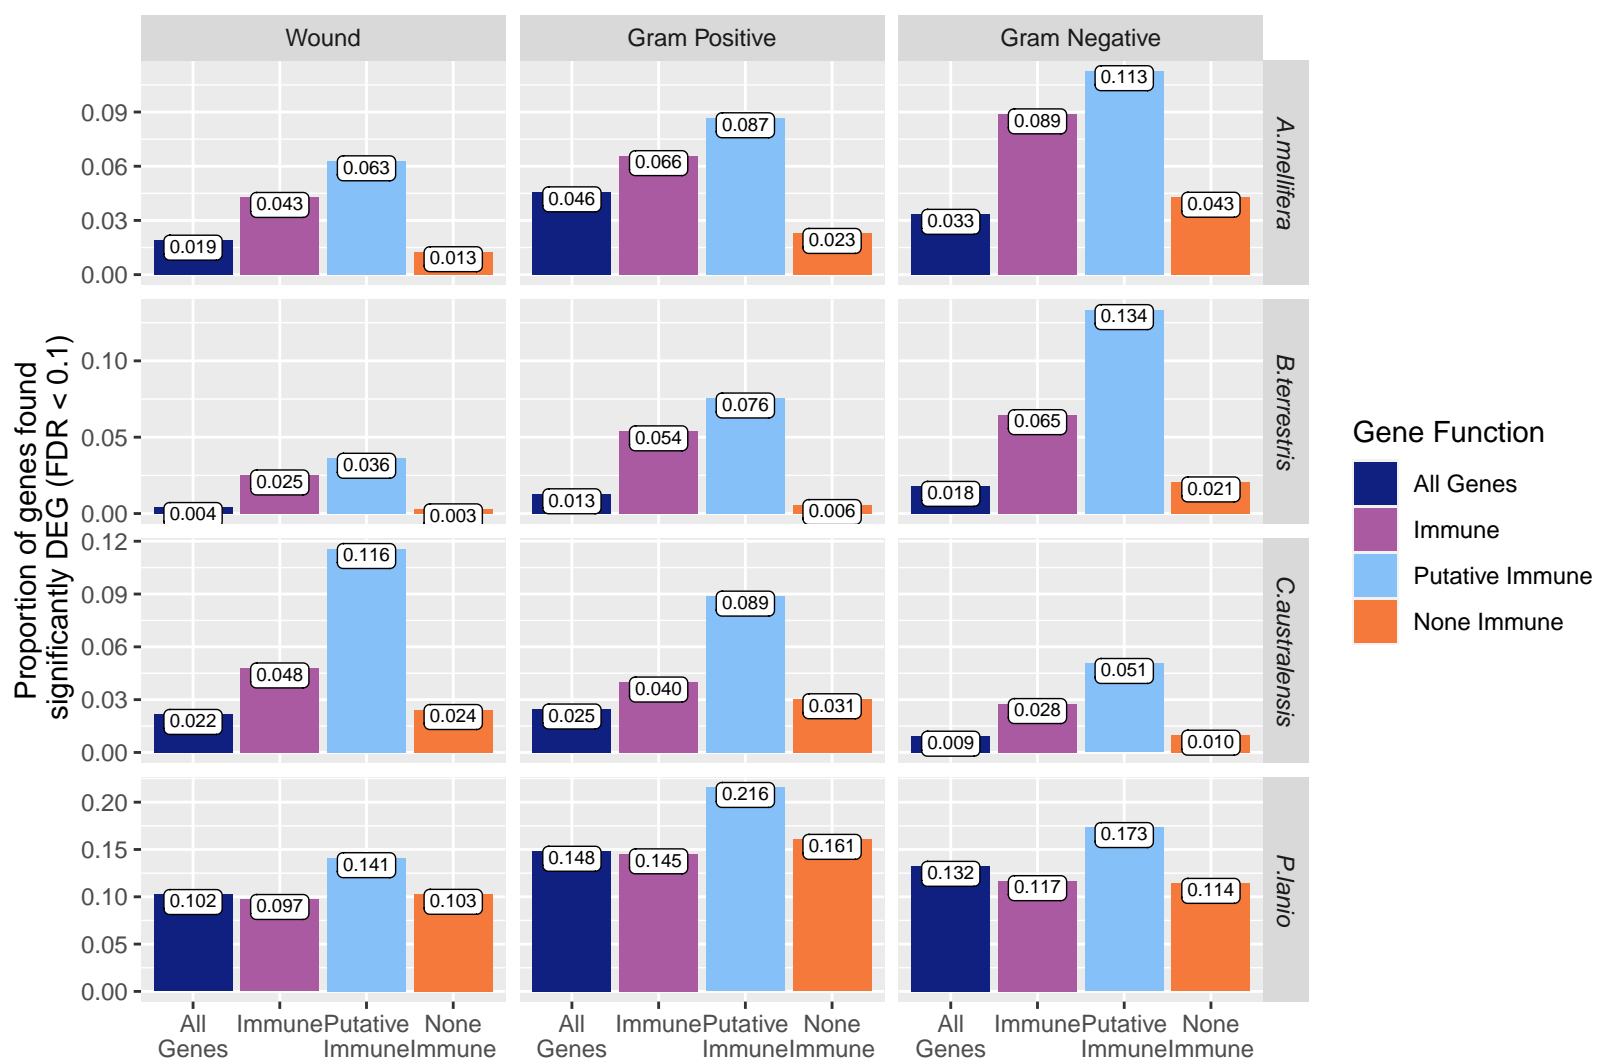 Wound
Gram Positive
Gram Negative
Proportion of genes found
significantly DEG (FDR < 0.1)
0.09
0.06
0.03
0.00
0.019
0.043
0.063
0.013
0.046
0.066
0.087
0.023
0.033
0.089
0.113
0.043
A.mellifera
0.10
0.05
0.00
0.004
0.025
0.036
0.003
0.013
0.054
0.076
0.006
0.018
0.065
0.134
0.021
B.terrestris
0.12
0.09
0.06
0.03
0.00
0.022
0.048
0.116
0.024
0.025
0.040
0.089
0.031
0.009
0.028
0.051
0.010
C.australensis
0.20
0.15
0.10
0.05
0.00
0.102
0.097
0.141
0.103
0.148
0.145
0.216
0.161
0.132
0.117
0.173
0.114
P.lanio
All
Genes
Immune
Putative
Immune
None
Immune
All
Genes
Immune
Putative
Immune
None
Immune
All
Genes
Immune
Putative
Immune
None
Immune
Gene Function
All Genes
Immune
Putative Immune
None Immune